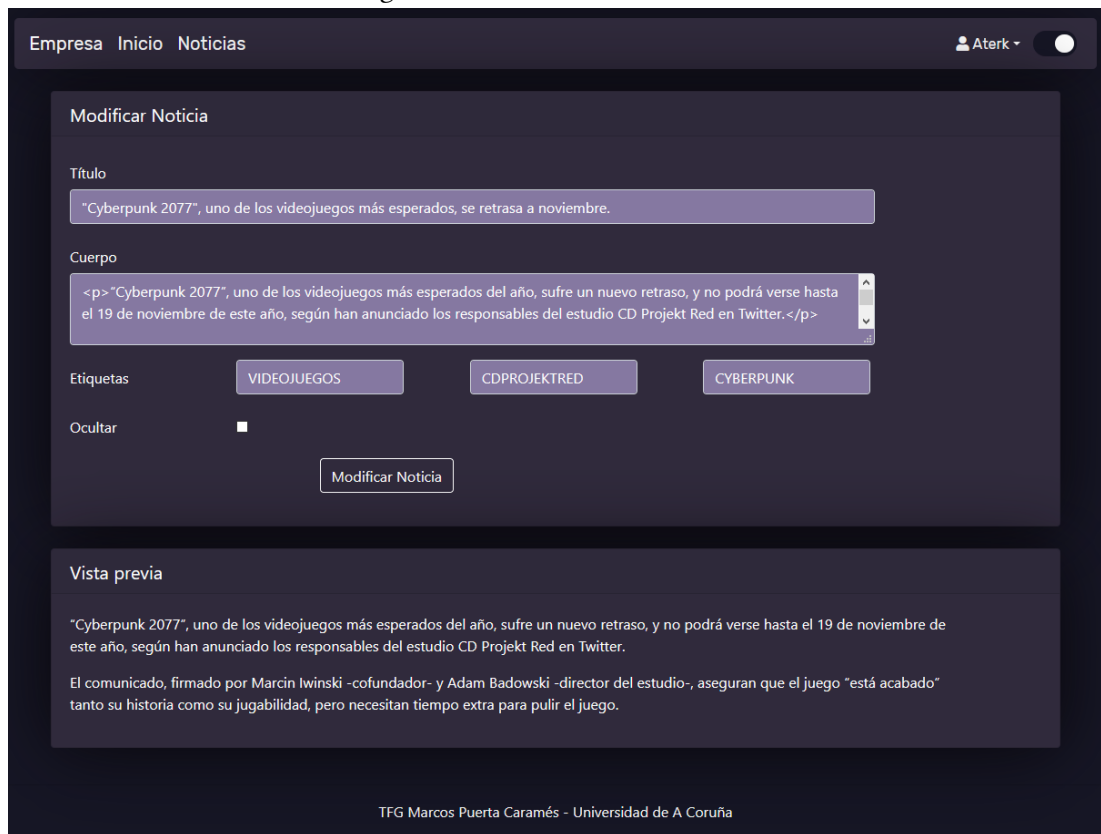 Empresa Inicio Noticias Aterk
Modificar Noticia
Título
"Cyberpunk 2077", uno de los videojuegos más esperados, se retrasa a noviembre.
Cuerpo
<p>"Cyberpunk 2077", uno de los videojuegos más esperados del año, sufre un nuevo retraso, y no podrá verse hasta
el 19 de noviembre de este año, según han anunciado los responsables del estudio CD Projekt Red en Twitter.</p>
Etiquetas VIDEOJUEGOS CDPROJEKTRED CYBERPUNK
Ocultar
Modificar Noticia
Vista previa
"Cyberpunk 2077", uno de los videojuegos más esperados del año, sufre un nuevo retraso, y no podrá verse hasta el 19 de noviembre de
este año, según han anunciado los responsables del estudio CD Projekt Red en Twitter.
El comunicado, firmado por Marcin Iwinski -cofundador- y Adam Badowski -director del estudio-, aseguran que el juego "está acabado"
tanto su historia como su jugabilidad, pero necesitan tiempo extra para pulir el juego.
TFG Marcos Puerta Caramés - Universidad de A Coruña